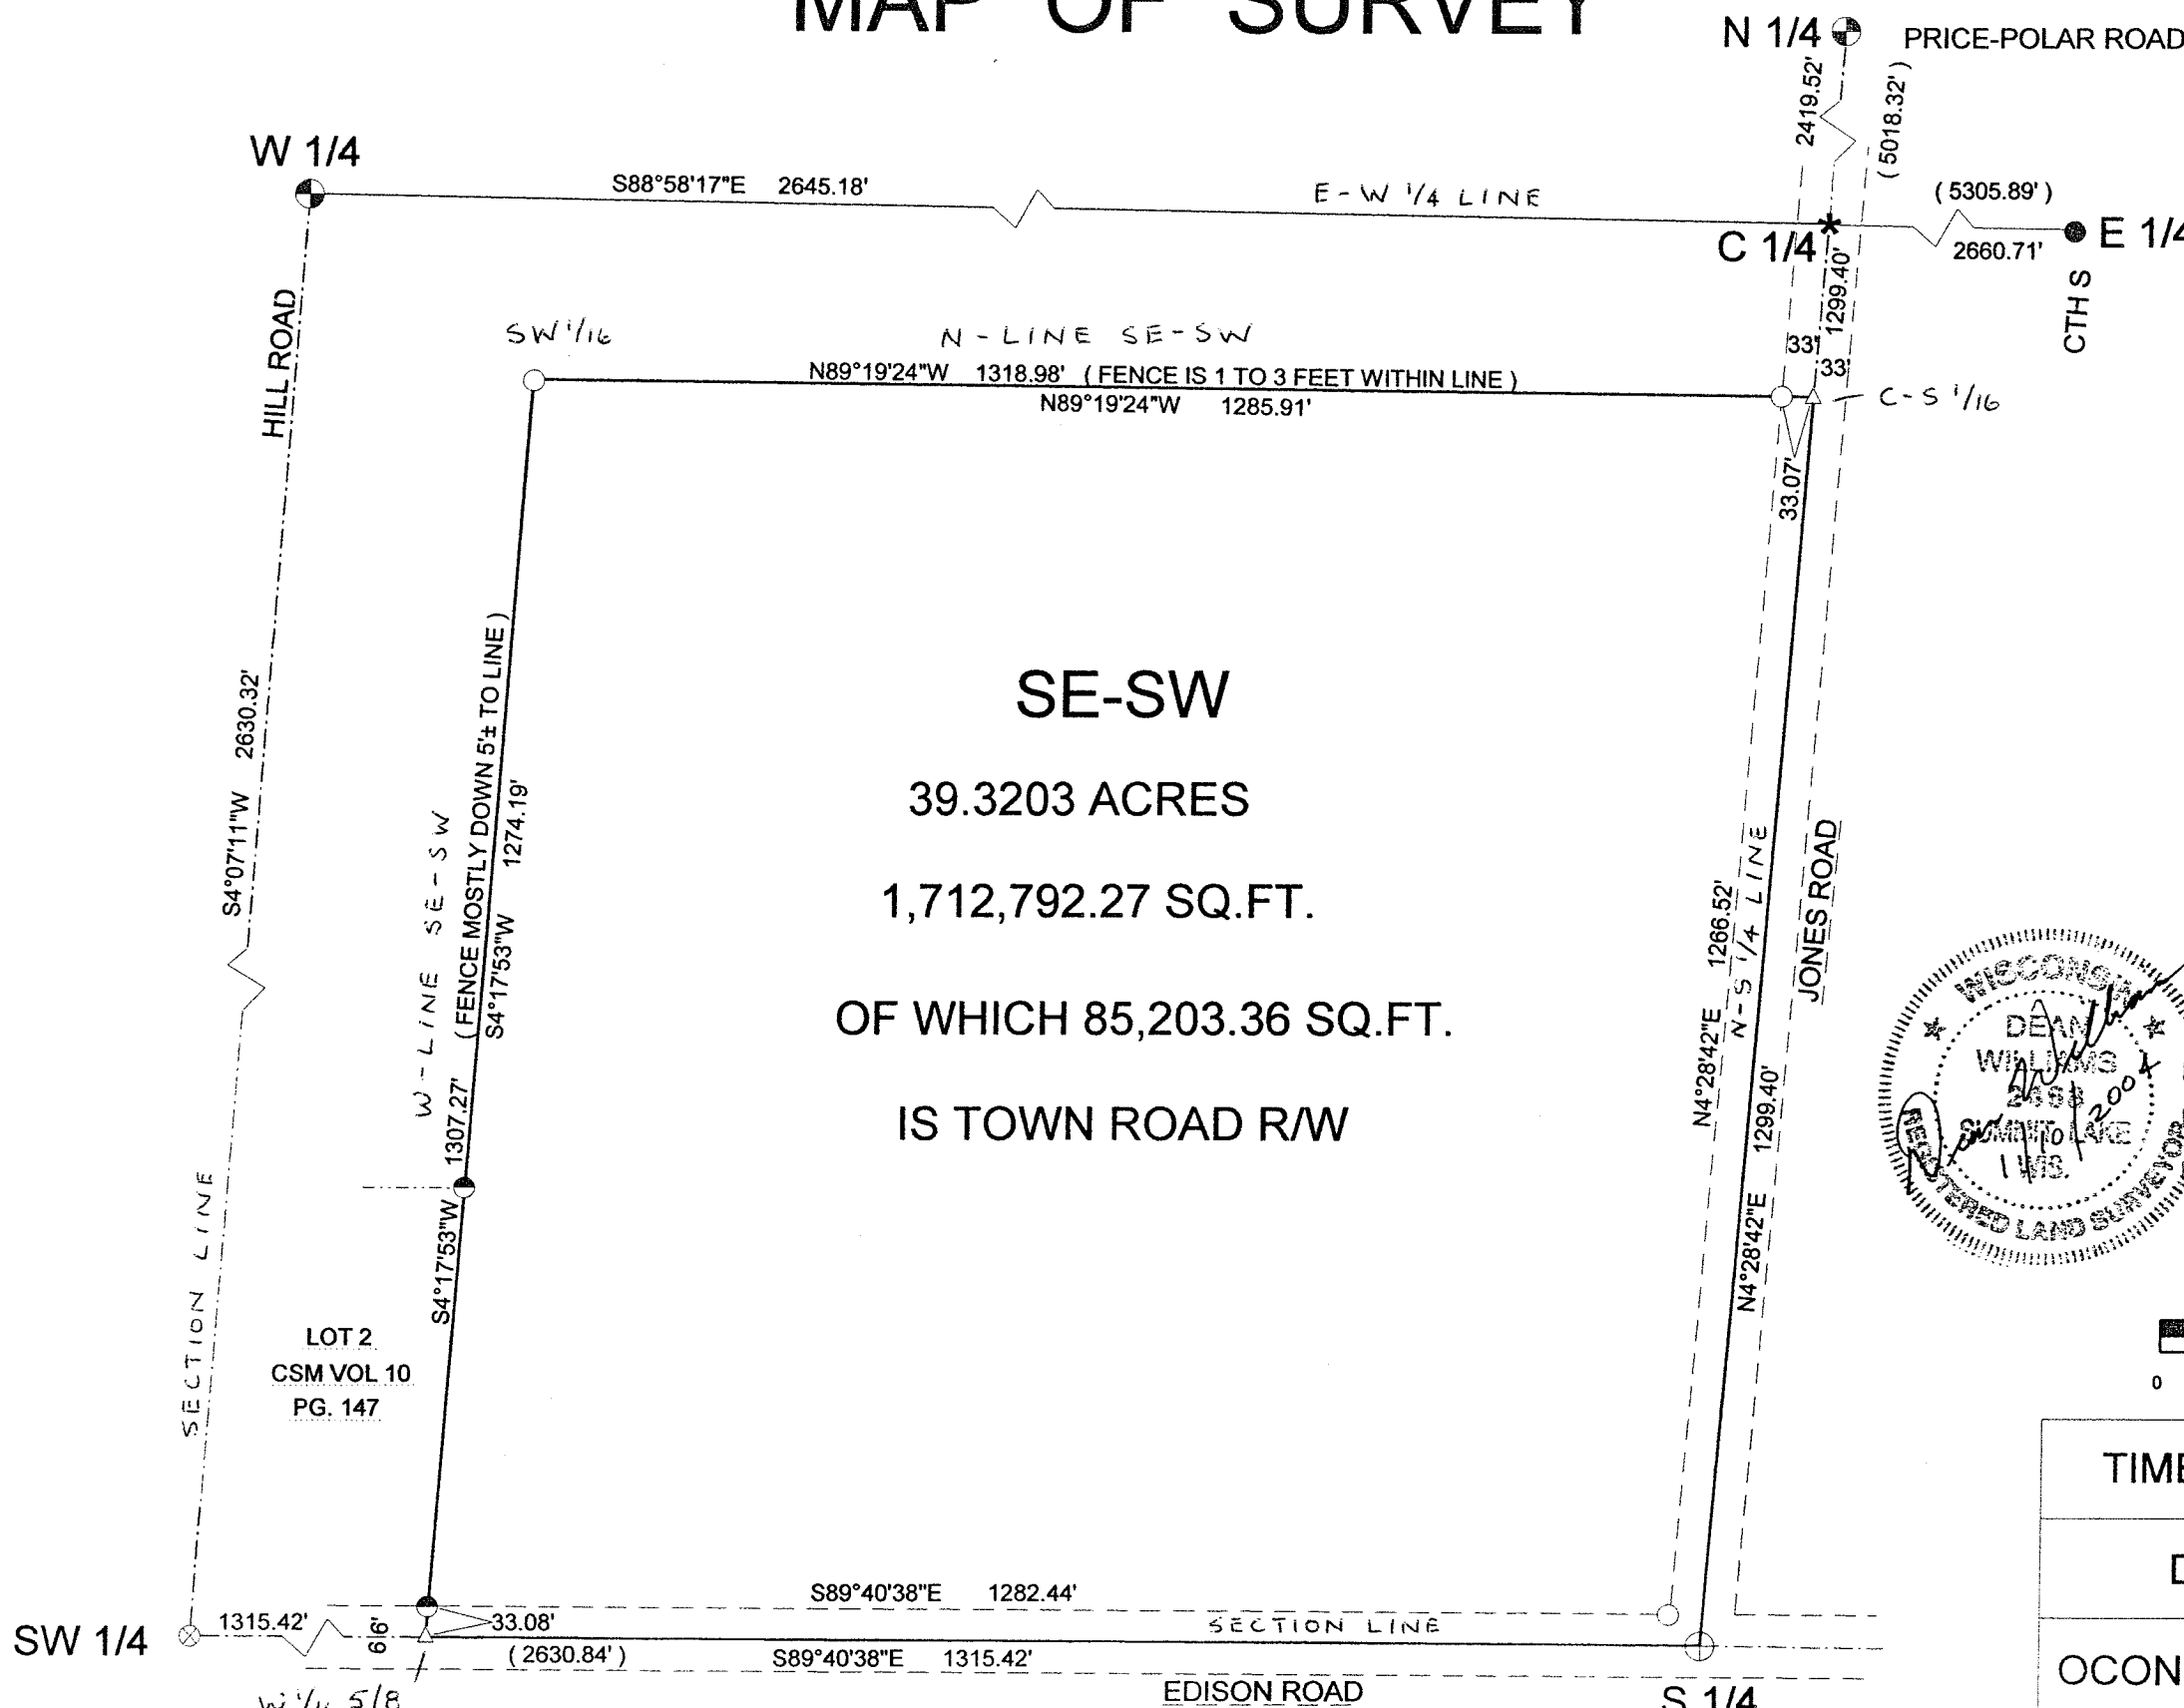 MAP OF SURVEY
N 1/4
PRICE-POLAR ROAD
2419.52'
( 5018.32' )
W 1/4
S88°58'17"E 2645.18'
E-W 1/4 LINE
( 5305.89' )
C 1/4
2660.71'
E 1/4
CTH S
1299.40'
HILL ROAD
SW 1/16
N-LINE SE-SW
33'
33'
N89°19'24"W 1318.98' ( FENCE IS 1 TO 3 FEET WITHIN LINE )
N89°19'24"W 1285.91'
C-S 1/16
33.07'
S4°07'11"W 2630.32'
W-LINE SE-SW
( FENCE MOSTLY DOWN 5'± TO LINE )
S4°17'53"W 1274.19'
SE-SW
39.3203 ACRES
1,712,792.27 SQ.FT.
OF WHICH 85,203.36 SQ.FT.
IS TOWN ROAD R/W
N4°28'42"E 1266.52'
N-S 1/4 LINE
JONES ROAD
N4°28'42"E 1299.40'
S4°17'53"W 1307.27'
WISCONSIN
DEAN
WILLIAMS
SUMMIT LAKE
WIS.
REGISTERED LAND SURVEYOR
SECTION LINE
LOT 2
CSM VOL 10
PG. 147
0
TIME
D
S89°40'38"E 1282.44'
SW 1/4
1315.42'
66'
33.08'
SECTION LINE
( 2630.84' )
S89°40'38"E 1315.42'
OCON
EDISON ROAD
S 1/4